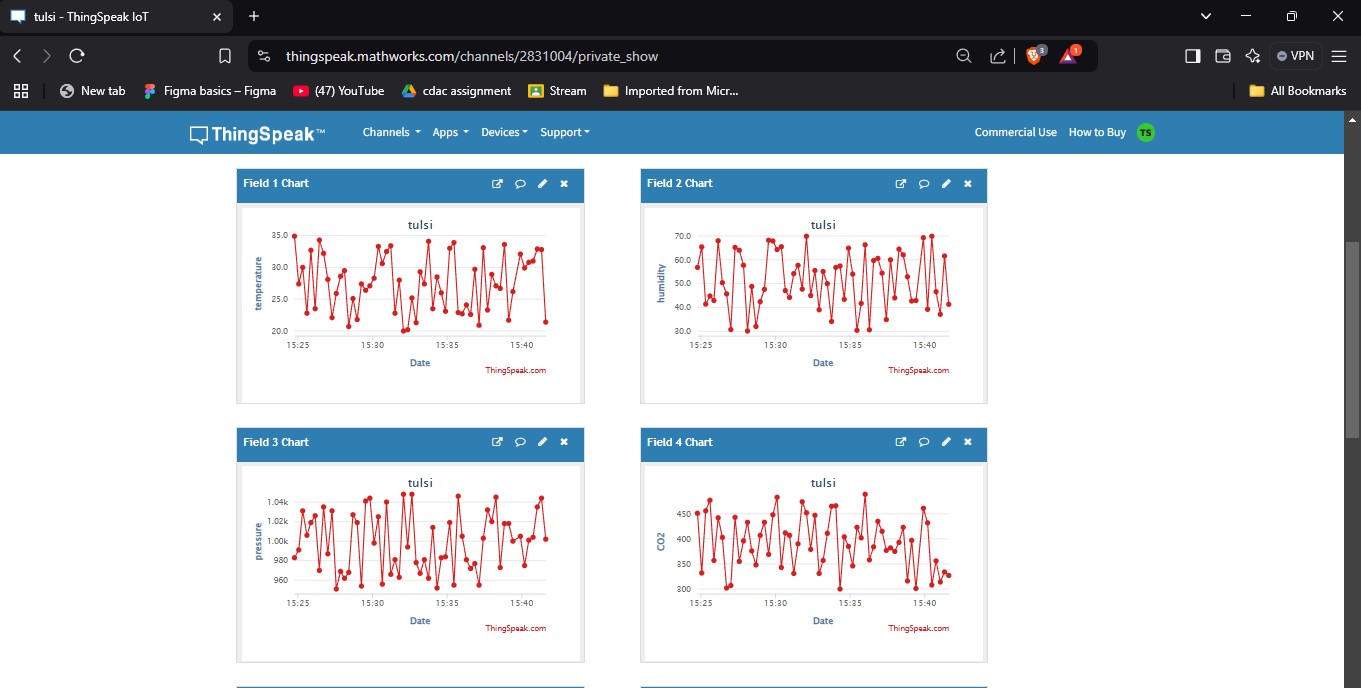 tulsi - ThingSpeak IoT
thingspeak.mathworks.com/channels/2831004/private_show
3
1
VPN
New tab
Figma basics – Figma
(47) YouTube
cdac assignment
Stream
Imported from Micr...
All Bookmarks
ThingSpeak™
Channels
Apps
Devices
Support
Commercial Use
How to Buy
TS
Field 1 Chart
tulsi
temperature
35.0
30.0
25.0
20.0
15:25
15:30
15:35
15:40
Date
ThingSpeak.com
Field 2 Chart
tulsi
humidity
70.0
60.0
50.0
40.0
30.0
15:25
15:30
15:35
15:40
Date
ThingSpeak.com
Field 3 Chart
tulsi
pressure
1.04k
1.02k
1.00k
980
960
15:25
15:30
15:35
15:40
Date
ThingSpeak.com
Field 4 Chart
tulsi
CO2
450
400
350
300
15:25
15:30
15:35
15:40
Date
ThingSpeak.com